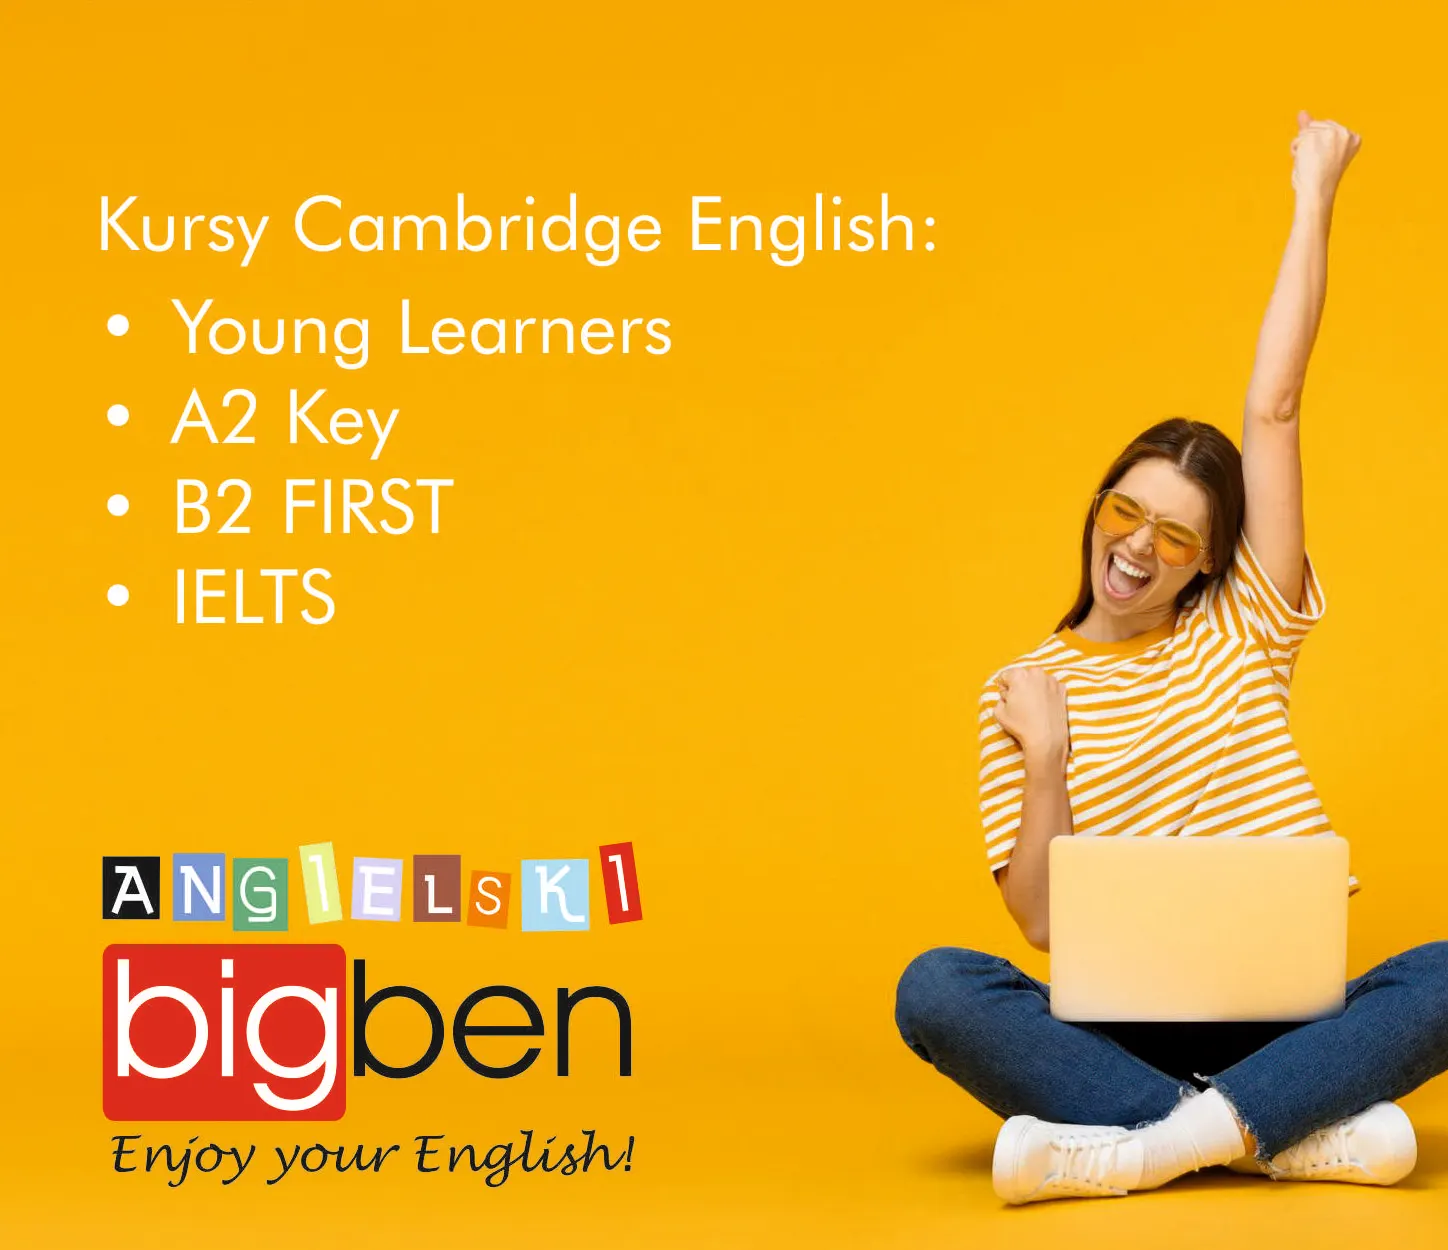 Kursy Cambridge English:
• Young Learners
• A2 Key
• B2 FIRST
• IELTS
ANGIELSKI
bigben
Enjoy your English!